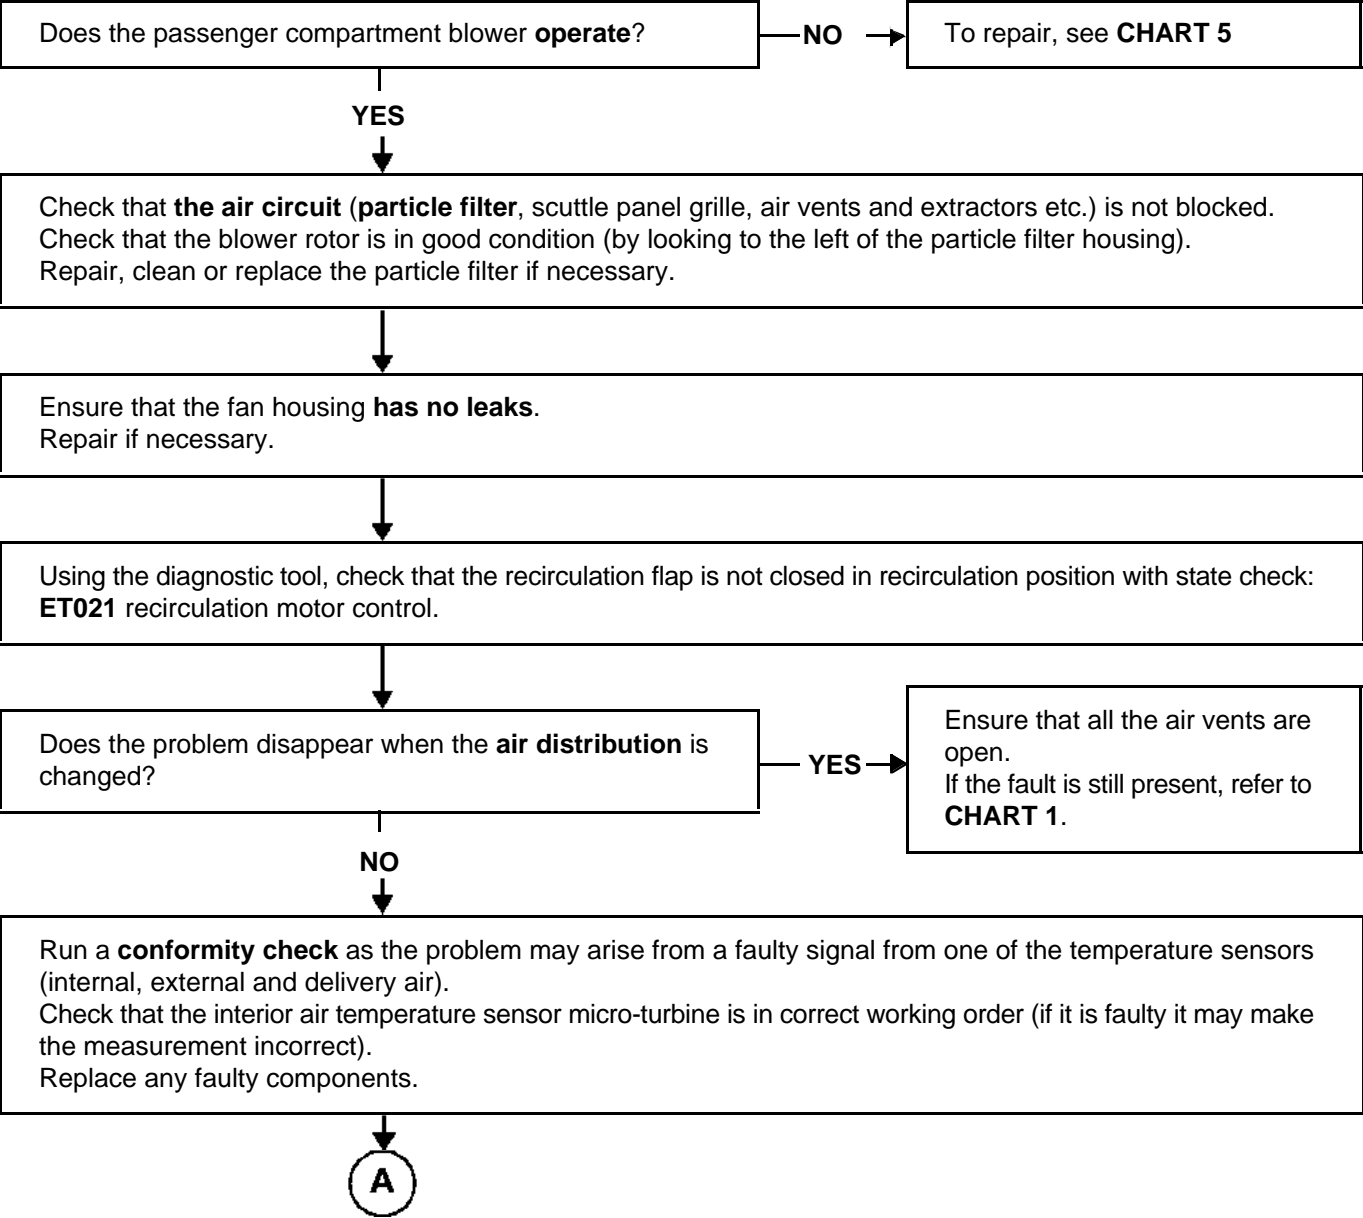 Does the passenger compartment blower operate?
NO
To repair, see CHART 5
YES
Check that the air circuit (particle filter, scuttle panel grille, air vents and extractors etc.) is not blocked.
Check that the blower rotor is in good condition (by looking to the left of the particle filter housing).
Repair, clean or replace the particle filter if necessary.
Ensure that the fan housing has no leaks.
Repair if necessary.
Using the diagnostic tool, check that the recirculation flap is not closed in recirculation position with state check:
ET021 recirculation motor control.
Does the problem disappear when the air distribution is
changed?
YES
Ensure that all the air vents are
open.
If the fault is still present, refer to
CHART 1.
NO
Run a conformity check as the problem may arise from a faulty signal from one of the temperature sensors
(internal, external and delivery air).
Check that the interior air temperature sensor micro-turbine is in correct working order (if it is faulty it may make
the measurement incorrect).
Replace any faulty components.
A